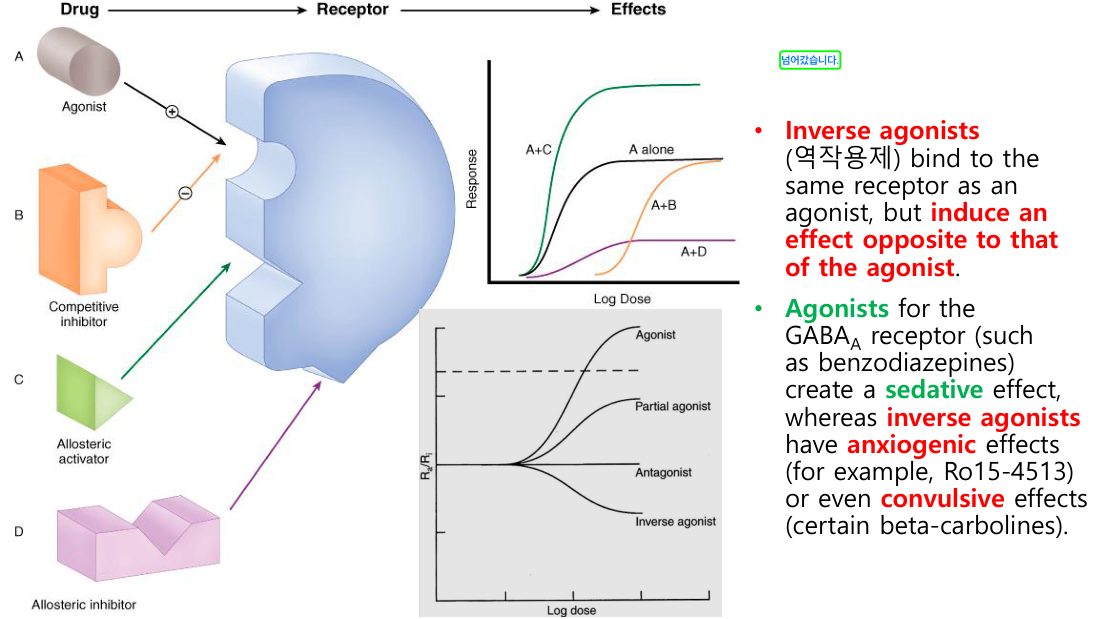 Drug Receptor Effects
A
Agonist
+
B
−
Competitive
inhibitor
C
Allosteric
activator
D
Allosteric inhibitor
Response
A+C
A alone
A+B
A+D
Log Dose
Ra/Ri
Agonist
Partial agonist
Antagonist
Inverse agonist
Log dose
넘어갔습니다.
• Inverse agonists
(역작용제) bind to the
same receptor as an
agonist, but induce an
effect opposite to that
of the agonist.
• Agonists for the
GABAA receptor (such
as benzodiazepines)
create a sedative effect,
whereas inverse agonists
have anxiogenic effects
(for example, Ro15-4513)
or even convulsive effects
(certain beta-carbolines).